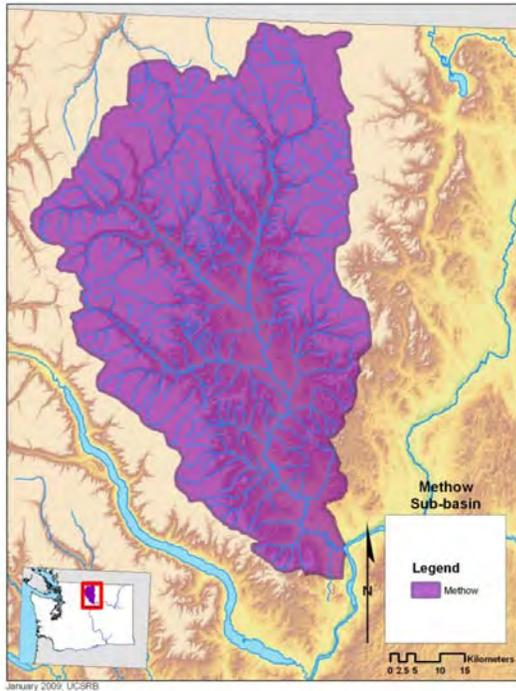 Methow
Sub-basin
Legend
Methow
N
Kilometers
0 2.5 5 10 15
January 2009; UCSRB